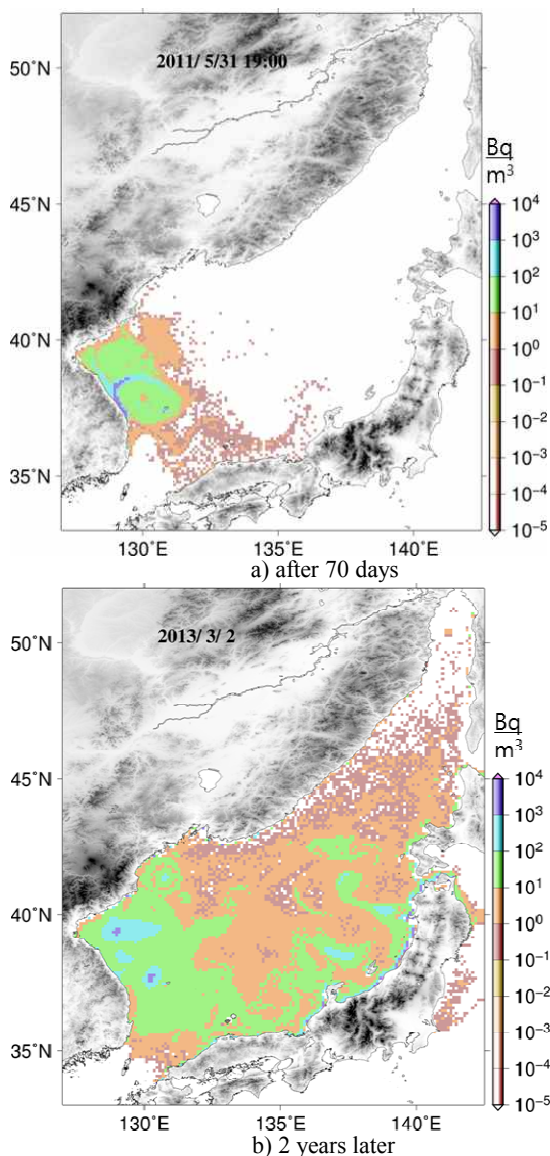 50°N
2011/ 5/31 19:00
Bq
m³
45°N
10⁴
10³
10²
10¹
40°N
10⁰
10⁻¹
10⁻²
10⁻³
35°N
10⁻⁴
10⁻⁵
130°E 135°E 140°E
a) after 70 days
50°N
2013/ 3/ 2
Bq
m³
45°N
10⁴
10³
10²
10¹
40°N
10⁰
10⁻¹
10⁻²
10⁻³
35°N
10⁻⁴
10⁻⁵
130°E 135°E 140°E
b) 2 years later